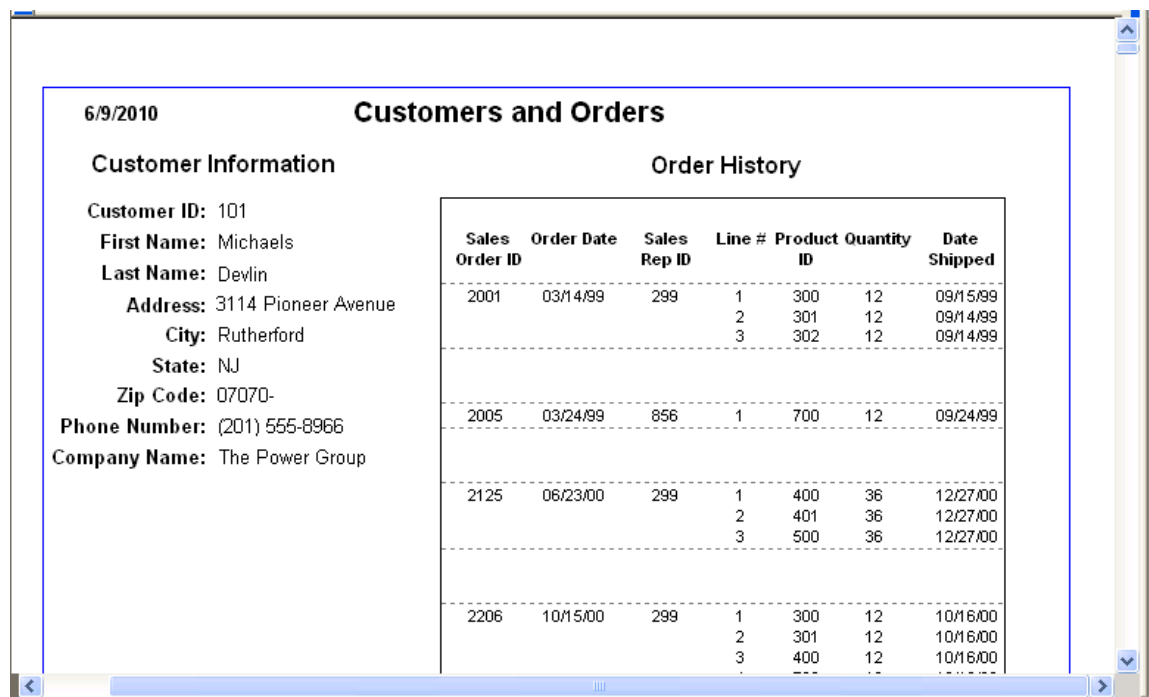 6/9/2010 Customers and Orders
Customer Information
Customer ID: 101
First Name: Michaels
Last Name: Devlin
Address: 3114 Pioneer Avenue
City: Rutherford
State: NJ
Zip Code: 07070-
Phone Number: (201) 555-8966
Company Name: The Power Group
Order History
Sales Order ID Order Date Sales Rep ID Line # Product ID Quantity Date Shipped
2001 03/14/99 299 1 300 12 09/15/99
2 301 12 09/14/99
3 302 12 09/14/99
2005 03/24/99 856 1 700 12 09/24/99
2125 06/23/00 299 1 400 36 12/27/00
2 401 36 12/27/00
3 500 36 12/27/00
2206 10/15/00 299 1 300 12 10/16/00
2 301 12 10/16/00
3 400 12 10/16/00